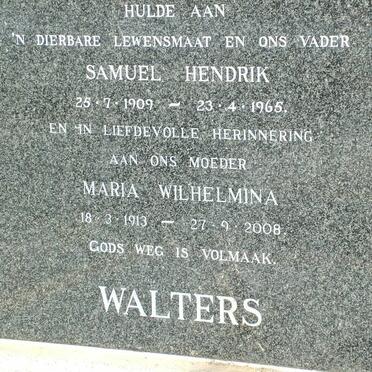 HULDE AAN
'N DIERBARE LEWENSMAAT EN ONS VADER
SAMUEL HENDRIK
25·7·1909 – 23·4·1965.
EN IN LIEFDEVOLLE HERINNERING
AAN ONS MOEDER
MARIA WILHELMINA
18·3·1913 – 27·9·2008.
GODS WEG IS VOLMAAK.
WALTERS